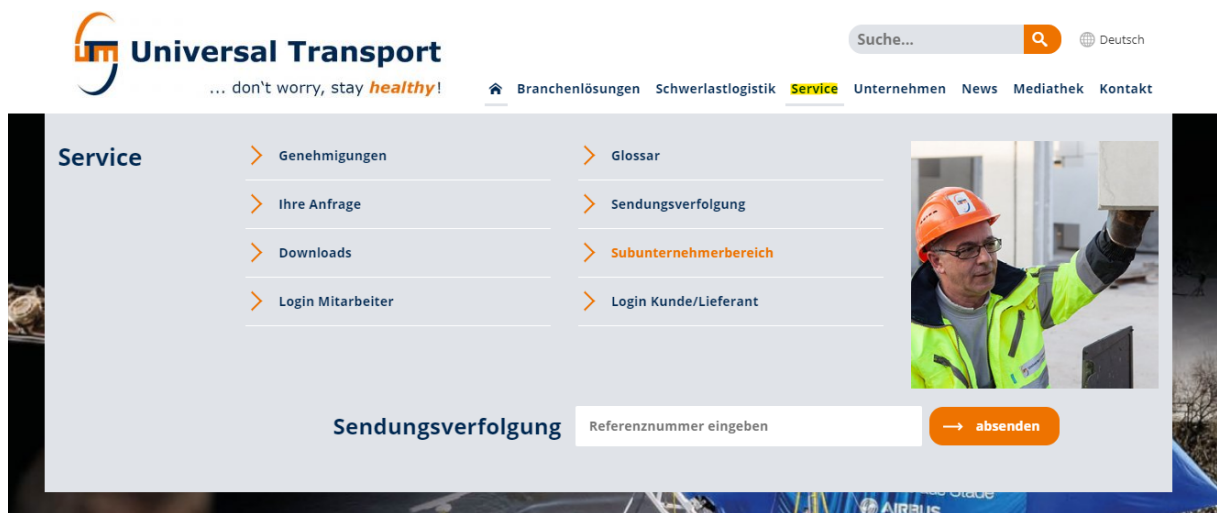 Universal Transport
... don't worry, stay healthy!
Suche...
Deutsch
Branchenlösungen Schwerlastlogistik Service Unternehmen News Mediathek Kontakt
Service
Genehmigungen
Glossar
Ihre Anfrage
Sendungsverfolgung
Downloads
Subunternehmerbereich
Login Mitarbeiter
Login Kunde/Lieferant
Sendungsverfolgung
Referenznummer eingeben
absenden
Stade
AIRBUS